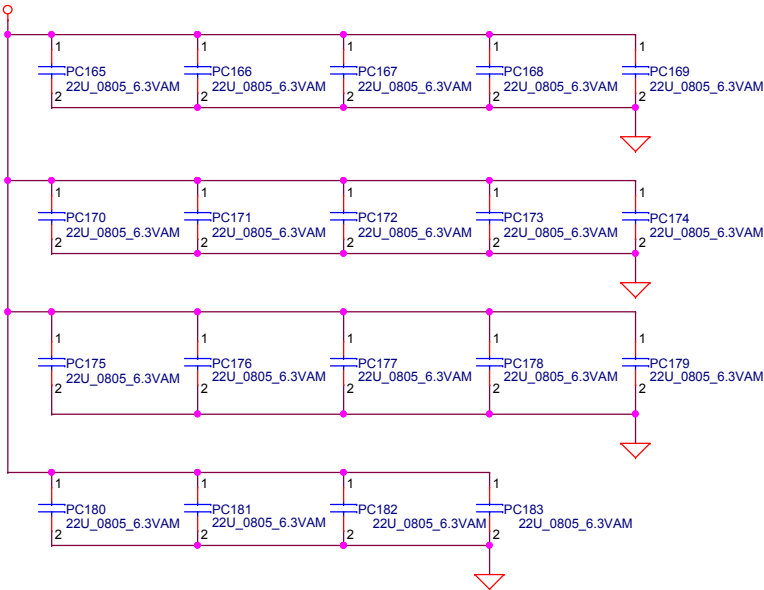 1 1 1 1 1
PC165 PC166 PC167 PC168 PC169
22U_0805_6.3VAM 22U_0805_6.3VAM 22U_0805_6.3VAM 22U_0805_6.3VAM 22U_0805_6.3VAM
2 2 2 2 2
1 1 1 1 1
PC170 PC171 PC172 PC173 PC174
22U_0805_6.3VAM 22U_0805_6.3VAM 22U_0805_6.3VAM 22U_0805_6.3VAM 22U_0805_6.3VAM
2 2 2 2 2
1 1 1 1 1
PC175 PC176 PC177 PC178 PC179
22U_0805_6.3VAM 22U_0805_6.3VAM 22U_0805_6.3VAM 22U_0805_6.3VAM 22U_0805_6.3VAM
2 2 2 2 2
1 1 1 1
PC180 PC181 PC182 PC183
22U_0805_6.3VAM 22U_0805_6.3VAM 22U_0805_6.3VAM 22U_0805_6.3VAM
2 2 2 2